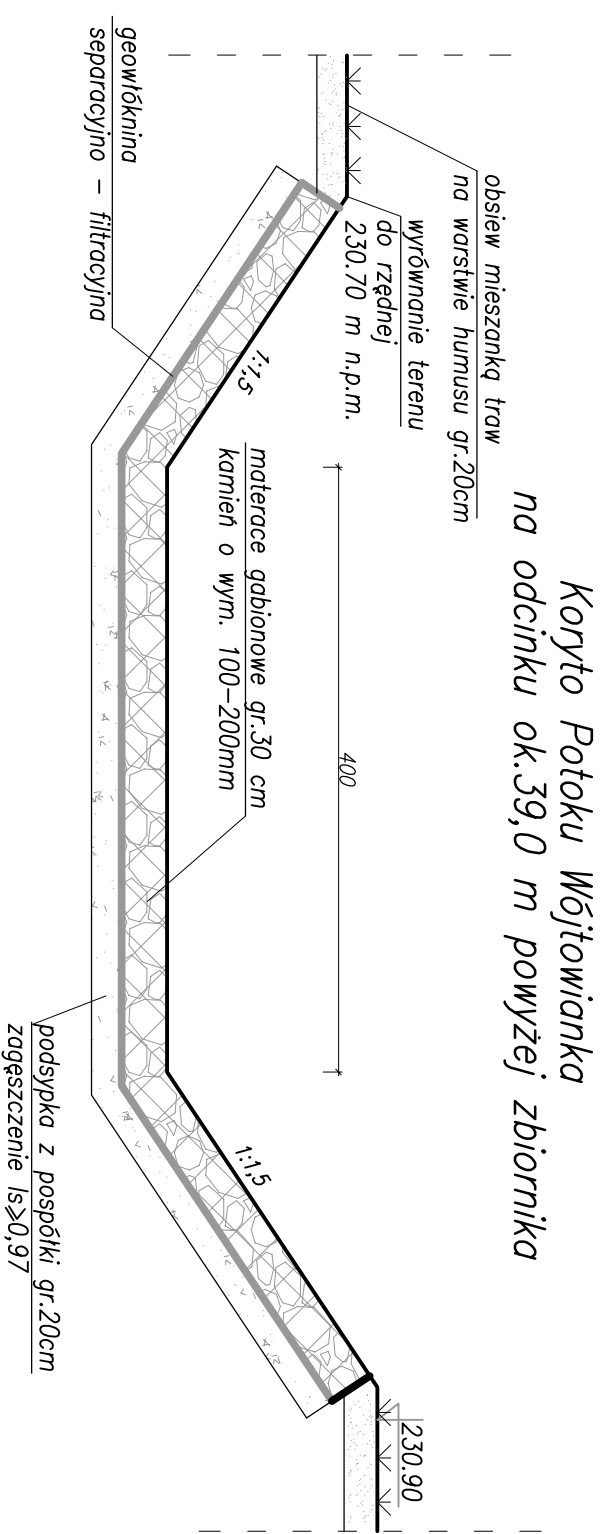 Koryto Potoku Wójtowianka
na odcinku ok.39,0 m powyżej zbiornika
obsiew mieszanką traw
na warstwie humusu gr.20cm
wyrównanie terenu
do rzędnej
230.70 m n.p.m.
400
230.90
1:1,5
1:1,5
materace gabionowe gr.30 cm
kamień o wym. 100-200mm
geowłóknina
separacyjno - filtracyjna
podsypka z pospółki gr.20cm
zagęszczenie Is≥0,97